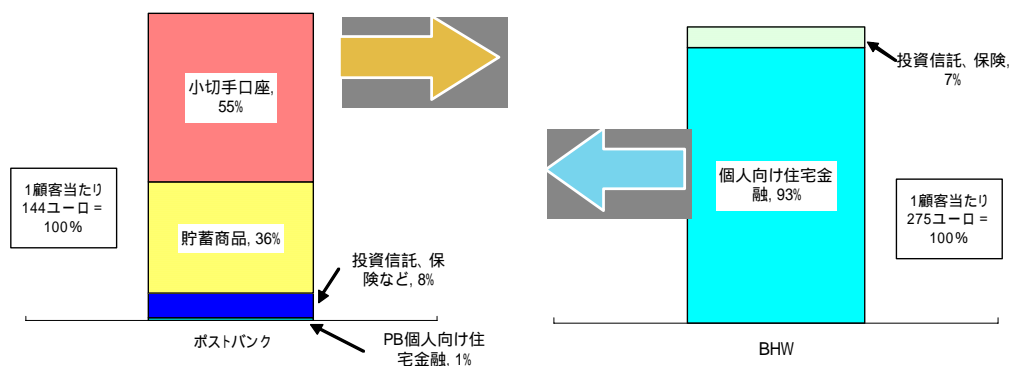 小切手口座,
55%
1顧客当たり
144ユーロ =
100%
貯蓄商品, 36%
投資信託、保
険など, 8%
ポストバンク
PB個人向け住
宅金融, 1%
投資信託、保険,
7%
個人向け住宅金
融, 93%
1顧客当たり
275ユーロ =
100%
BHW